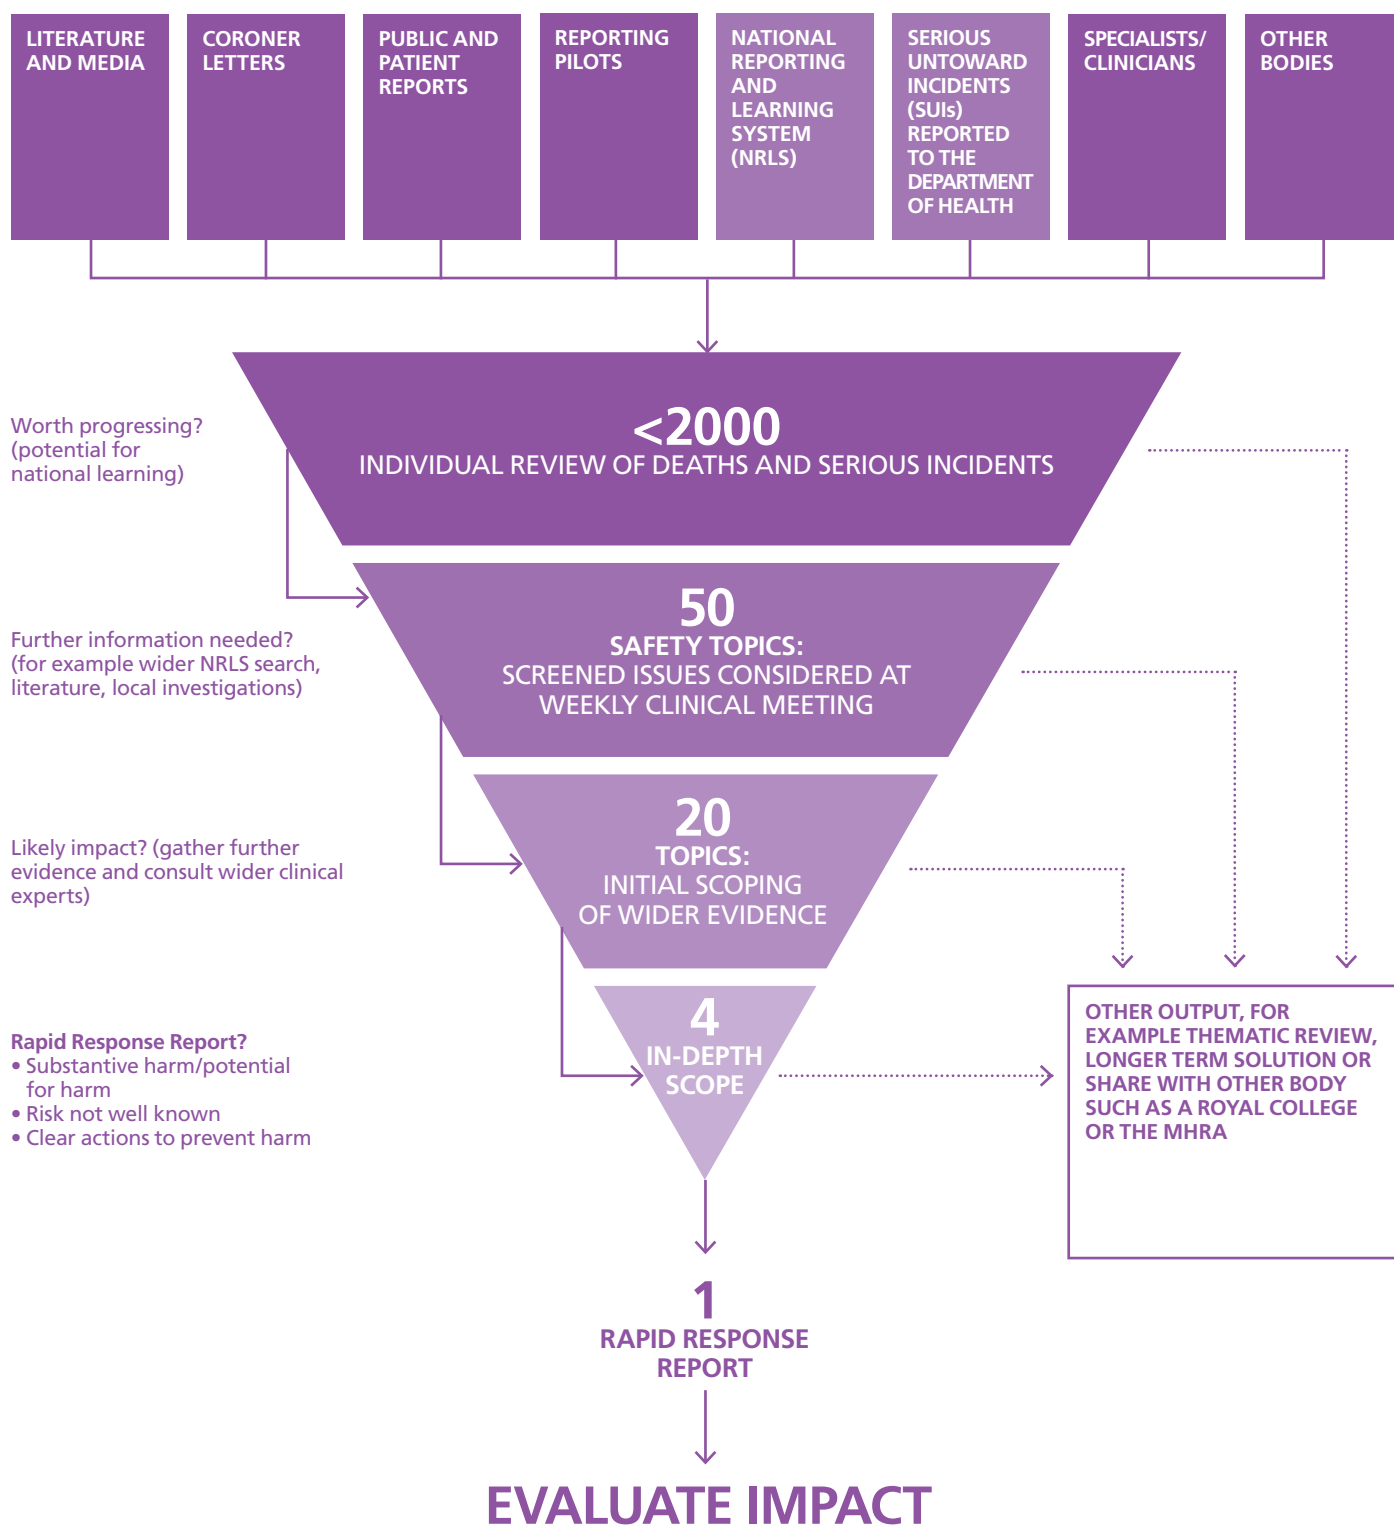 LITERATURE
AND MEDIA
CORONER
LETTERS
PUBLIC AND
PATIENT
REPORTS
REPORTING
PILOTS
NATIONAL
REPORTING
AND
LEARNING
SYSTEM
(NRLS)
SERIOUS
UNTOWARD
INCIDENTS
(SUIs)
REPORTED
TO THE
DEPARTMENT
OF HEALTH
SPECIALISTS/
CLINICIANS
OTHER
BODIES
<2000
INDIVIDUAL REVIEW OF DEATHS AND SERIOUS INCIDENTS
Worth progressing?
(potential for
national learning)
50
SAFETY TOPICS:
SCREENED ISSUES CONSIDERED AT
WEEKLY CLINICAL MEETING
Further information needed?
(for example wider NRLS search,
literature, local investigations)
20
TOPICS:
INITIAL SCOPING
OF WIDER EVIDENCE
Likely impact? (gather further
evidence and consult wider clinical
experts)
4
IN-DEPTH
SCOPE
Rapid Response Report?
• Substantive harm/potential
for harm
• Risk not well known
• Clear actions to prevent harm
OTHER OUTPUT, FOR
EXAMPLE THEMATIC REVIEW,
LONGER TERM SOLUTION OR
SHARE WITH OTHER BODY
SUCH AS A ROYAL COLLEGE
OR THE MHRA
1
RAPID RESPONSE
REPORT
EVALUATE IMPACT